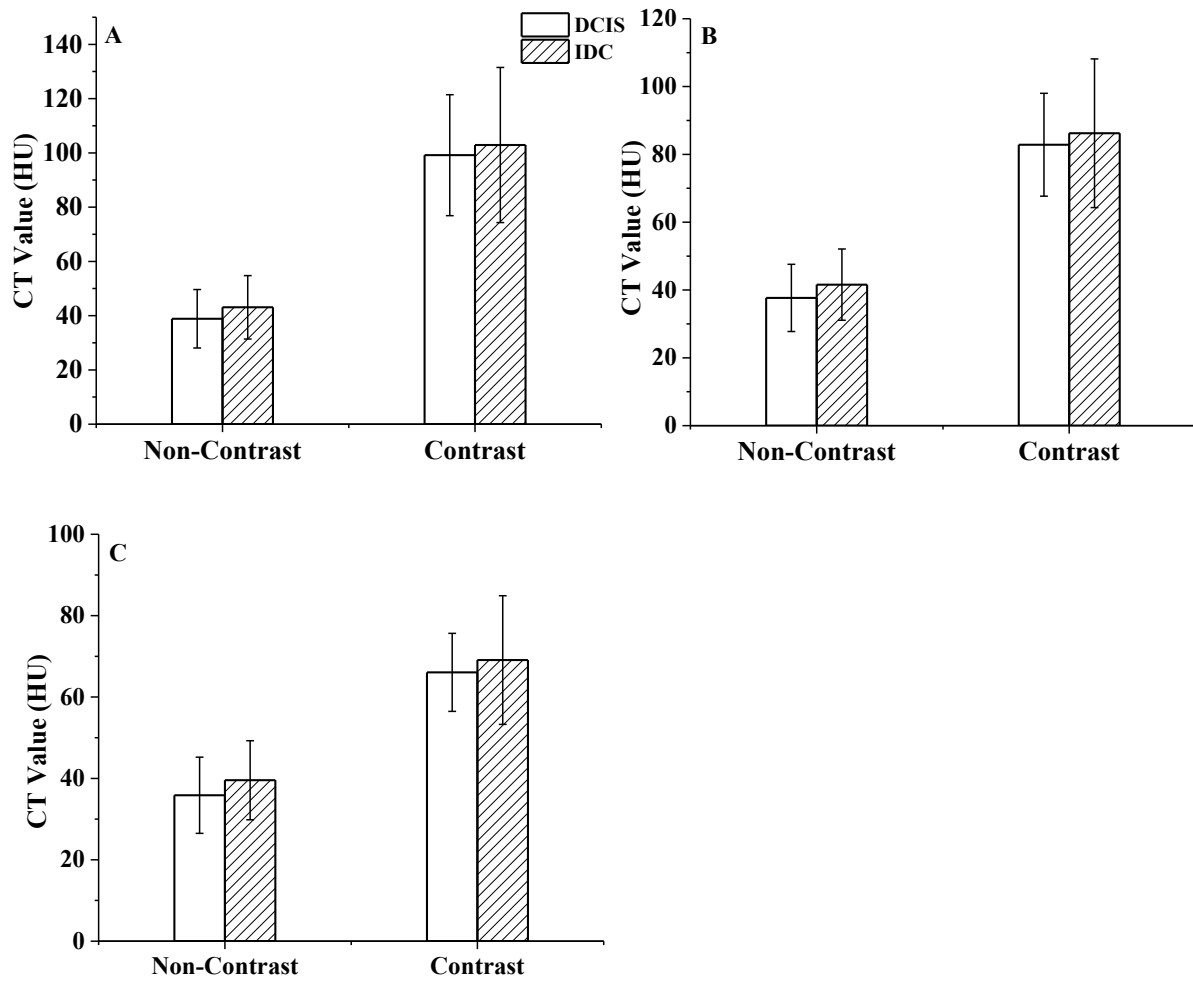 A
DCIS
IDC
140
120
100
80
60
40
20
0
CT Value (HU)
Non-Contrast
Contrast
B
120
100
80
60
40
20
0
CT Value (HU)
Non-Contrast
Contrast
C
100
80
60
40
20
0
CT Value (HU)
Non-Contrast
Contrast